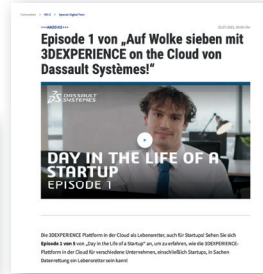 ANZEIGE
Episode 1 von „Auf Wolke sieben mit
3DEXPERIENCE on the Cloud von
Dassault Systèmes!“
DASSAULT
SYSTEMES
DAY IN THE LIFE OF A
STARTUP
EPISODE 1
Die 3DEXPERIENCE Plattform in der Cloud als Lebensretter, auch für Startups! Sehen Sie sich
Episode 1 von 5 von „Day in the Life of a Startup“ an, um zu erfahren, wie die 3DEXPERIENCE-
Plattform in der Cloud für verschiedene Unternehmen, einschließlich Startups, in Sachen
Datenrettung ein Lebensretter sein kann!